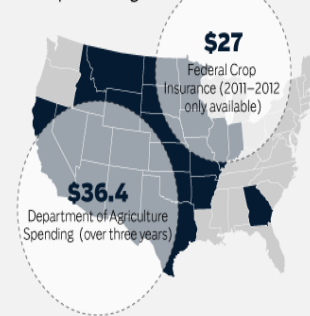 $27
Federal Crop
Insurance (2011–2012
only available)
$36.4
Department of Agriculture
Spending (over three years)